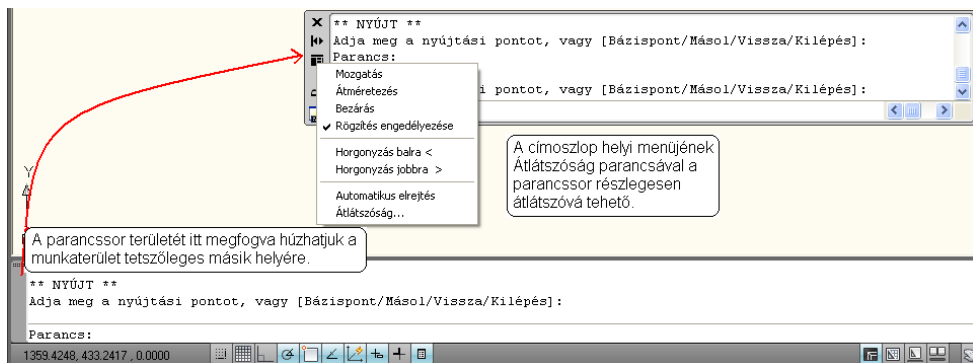 ** NYÚJT **
Adja meg a nyújtási pontot, vagy [Bázispont/Másol/Vissza/Kilépés]:
Parancs:
i pontot, vagy [Bázispont/Másol/Vissza/Kilépés]:
Mozgatás
Átméretezés
Bezárás
Rögzítés engedélyezése
Horgonyzás balra <
Horgonyzás jobbra >
Automatikus elrejtés
Átlátszóság...
A címoszlop helyi menüjének
Átlátszóság parancsával a
parancssor részlegesen
átlátszóvá tehető.
Y
A parancssor területét itt megfogva húzhatjuk a
munkaterület tetszőleges másik helyére.
** NYÚJT **
Adja meg a nyújtási pontot, vagy [Bázispont/Másol/Vissza/Kilépés]:
Parancs:
1359.4248, 433.2417 , 0.0000